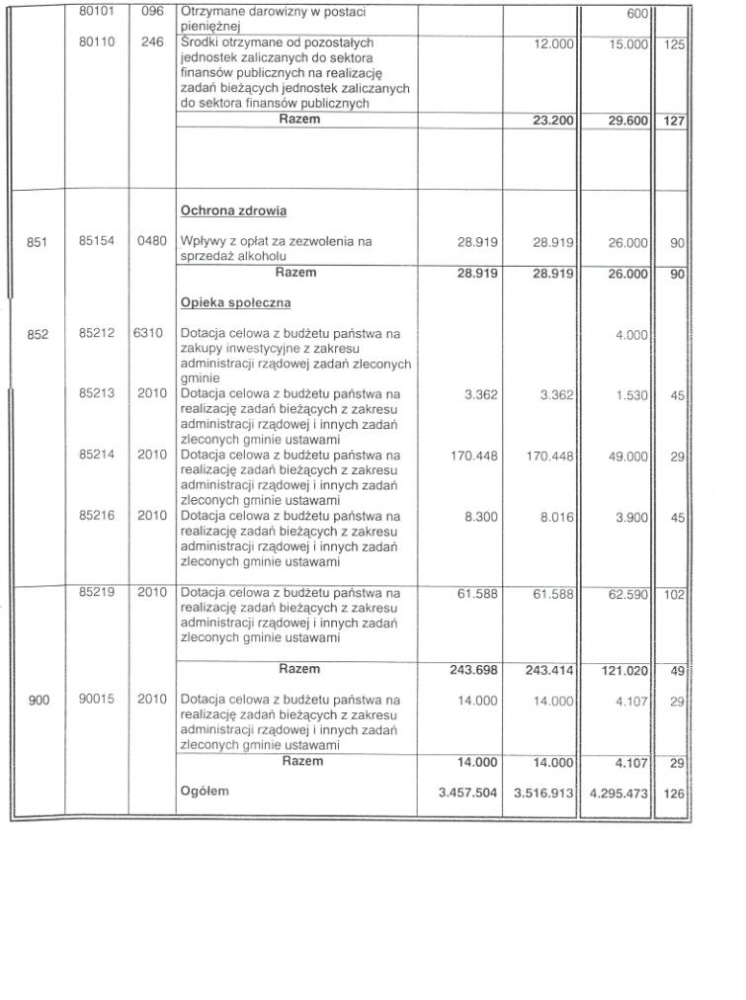 80101 096 Otrzymane darowizny w postaci 600
pieniężnej
80110 246 Środki otrzymane od pozostałych 12.000 15.000 125
jednostek zaliczanych do sektora
finansów publicznych na realizację
zadań bieżących jednostek zaliczanych
do sektora finansów publicznych
Razem 23.200 29.600 127
Ochrona zdrowia
851 85154 0480 Wpływy z opłat za zezwolenia na 28.919 28.919 26.000 90
sprzedaż alkoholu
Razem 28.919 28.919 26.000 90
Opieka społeczna
852 85212 6310 Dotacja celowa z budżetu państwa na 4.000
zakupy inwestycyjne z zakresu
administracji rządowej zadań zleconych
gminie
85213 2010 Dotacja celowa z budżetu państwa na 3.362 3.362 1.530 45
realizację zadań bieżących z zakresu
administracji rządowej i innych zadań
zleconych gminie ustawami
85214 2010 Dotacja celowa z budżetu państwa na 170.448 170.448 49.000 29
realizację zadań bieżących z zakresu
administracji rządowej i innych zadań
zleconych gminie ustawami
85216 2010 Dotacja celowa z budżetu państwa na 8.300 8.016 3.900 45
realizację zadań bieżących z zakresu
administracji rządowej i innych zadań
zleconych gminie ustawami
85219 2010 Dotacja celowa z budżetu państwa na 61.588 61.588 62.590 102
realizację zadań bieżących z zakresu
administracji rządowej i innych zadań
zleconych gminie ustawami
Razem 243.698 243.414 121.020 49
900 90015 2010 Dotacja celowa z budżetu państwa na 14.000 14.000 4.107 29
realizację zadań bieżących z zakresu
administracji rządowej i innych zadań
zleconych gminie ustawami
Razem 14.000 14.000 4.107 29
Ogółem 3.457.504 3.516.913 4.295.473 126